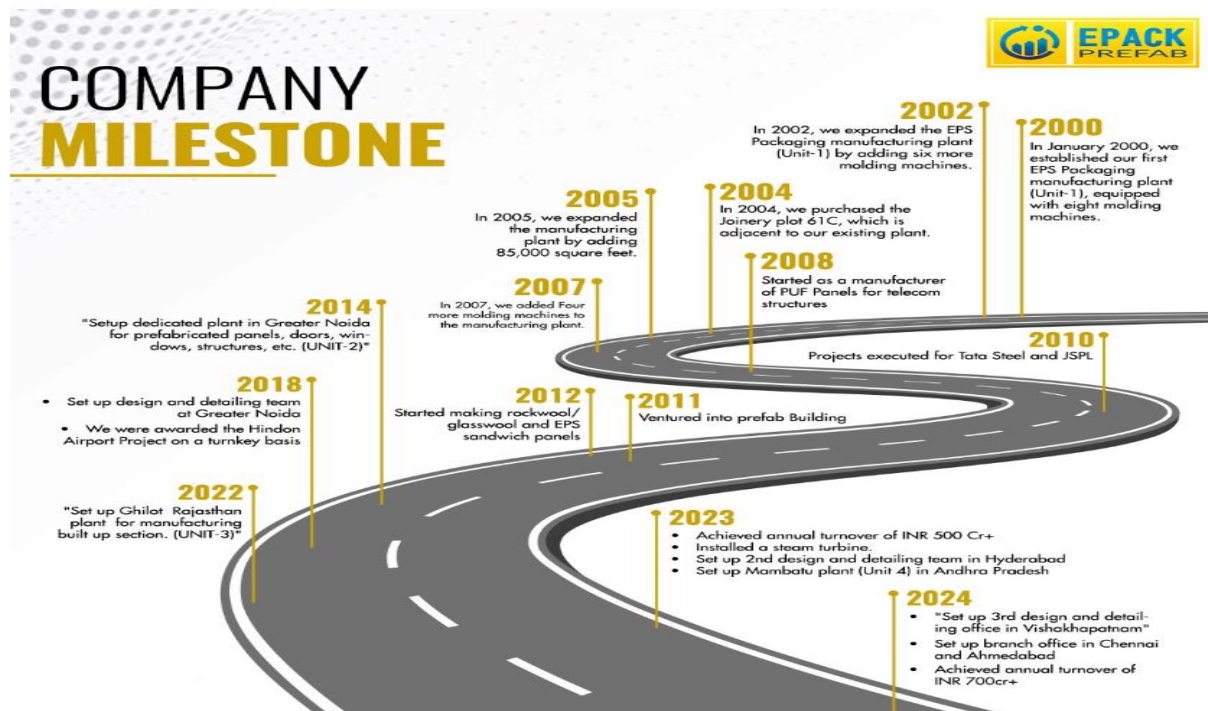 COMPANY
MILESTONE
EPACK
PREFAB
2000
In January 2000, we
established our first
EPS Packaging
manufacturing plant
(Unit-1), equipped
with eight molding
machines.
2002
In 2002, we expanded the EPS
Packaging manufacturing plant
(Unit-1) by adding six more
molding machines.
2004
In 2004, we purchased the
Joinery plot 61C, which is
adjacent to our existing plant.
2005
In 2005, we expanded
the manufacturing
plant by adding
85,000 square feet.
2007
In 2007, we added Four
more molding machines to
the manufacturing plant.
2008
Started as a manufacturer
of PUF Panels for telecom
structures
2010
Projects executed for Tata Steel and JSPL
2011
Ventured into prefab Building
2012
Started making rockwool/
glasswool and EPS
sandwich panels
2014
"Setup dedicated plant in Greater Noida
for prefabricated panels, doors, win-
dows, structures, etc. (UNIT-2)"
2018
• Set up design and detailing team
at Greater Noida
• We were awarded the Hindon
Airport Project on a turnkey basis
2022
"Set up Ghilot Rajasthan
plant for manufacturing
built up section. (UNIT-3)"
2023
• Achieved annual turnover of INR 500 Cr+
• Installed a steam turbine.
• Set up 2nd design and detailing team in Hyderabad
• Set up Mambatu plant (Unit 4) in Andhra Pradesh
2024
• "Set up 3rd design and detail-
ing office in Vishakhapatnam"
• Set up branch office in Chennai
and Ahmedabad
• Achieved annual turnover of
INR 700cr+